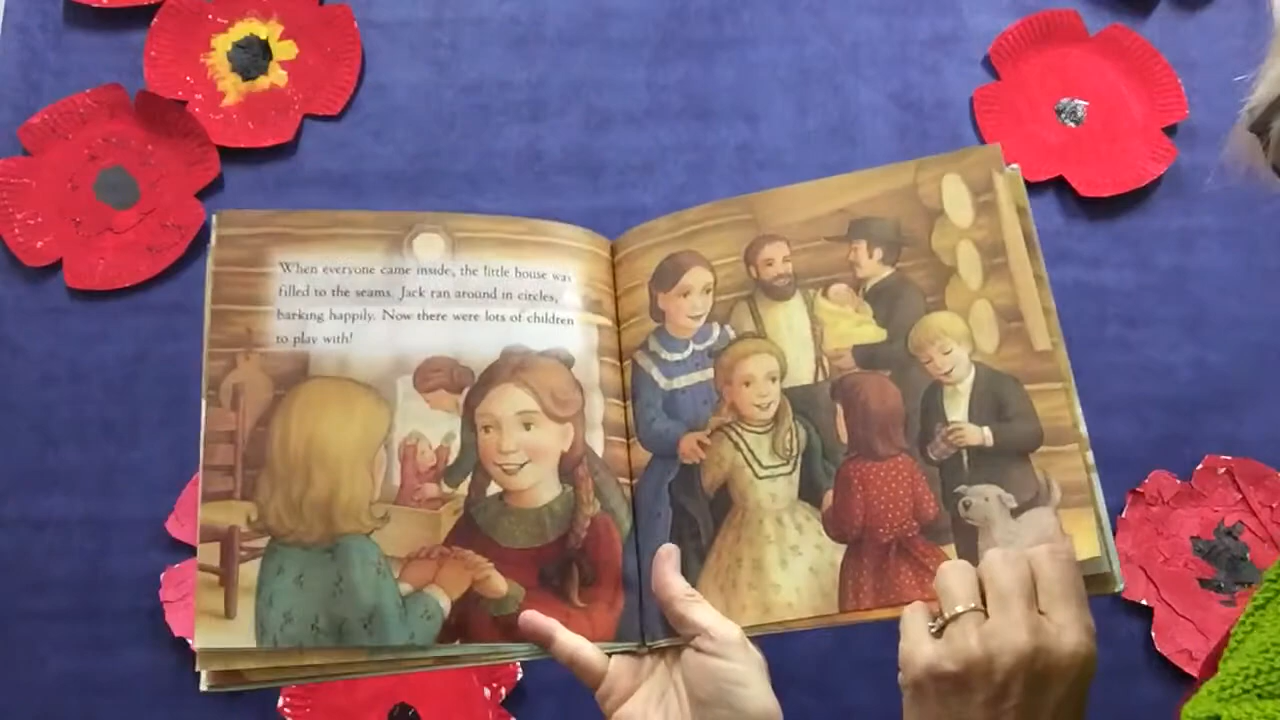 When everyone came inside, the little house was
filled to the seams. Jack ran around in circles,
barking happily. Now there were lots of children
to play with!